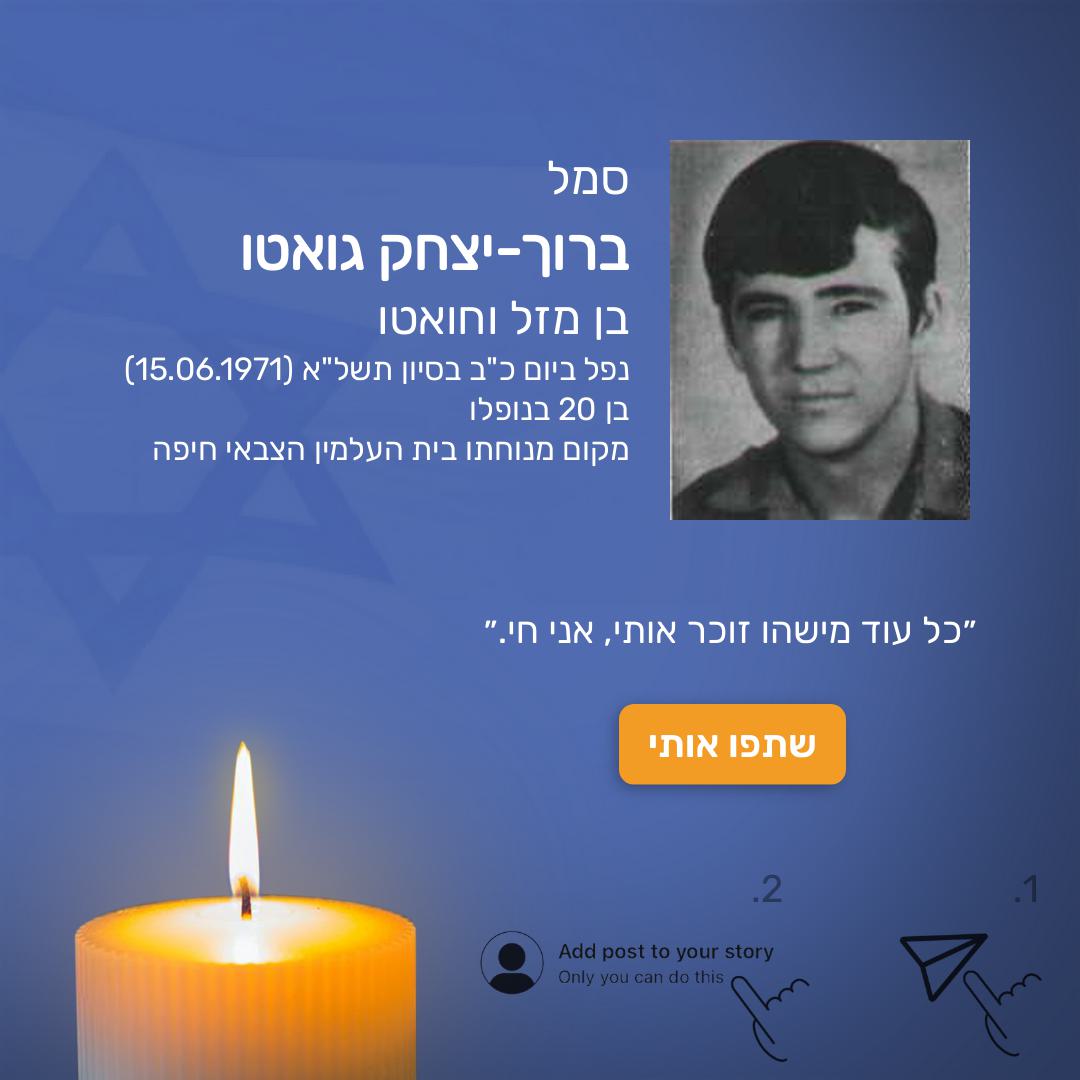 סמל
ברוך-יצחק גואטו
בן מזל וחואטו
נפל ביום כ"ב בסיון תשל"א (15.06.1971)
בן 20 בנופלו
מקום מנוחתו בית העלמין הצבאי חיפה
״כל עוד מישהו זוכר אותי, אני חי.״
שתפו אותי
.1
.2
Add post to your story
Only you can do this